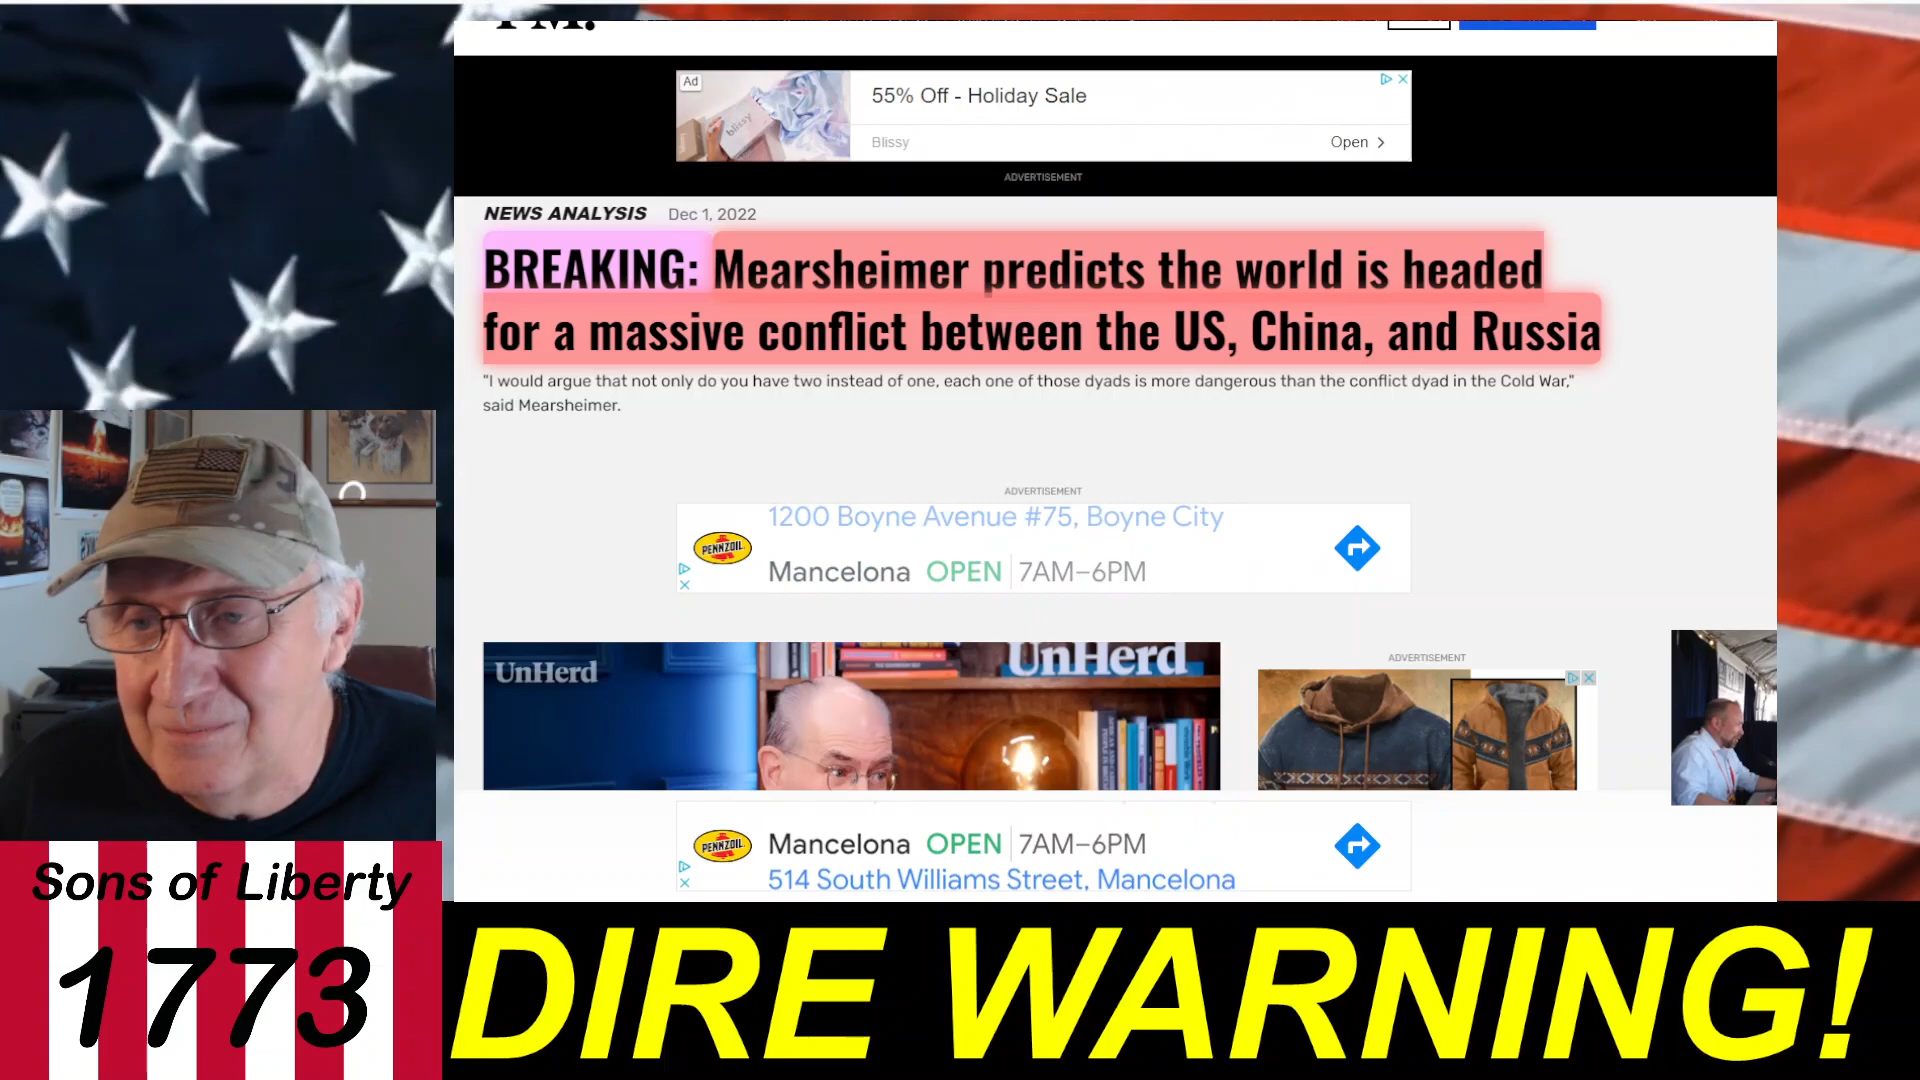 Ad
55% Off - Holiday Sale
Blissy
Open
blissy
ADVERTISEMENT
NEWS ANALYSIS Dec 1, 2022
BREAKING: Mearsheimer predicts the world is headed
for a massive conflict between the US, China, and Russia
"I would argue that not only do you have two instead of one, each one of those dyads is more dangerous than the conflict dyad in the Cold War,"
said Mearsheimer.
ADVERTISEMENT
1200 Boyne Avenue #75, Boyne City
PENNZOIL
Mancelona OPEN 7AM–6PM
UnHerd
UnHerd
ADVERTISEMENT
PENNZOIL
Mancelona OPEN 7AM–6PM
514 South Williams Street, Mancelona
Sons of Liberty
1773
DIRE WARNING!